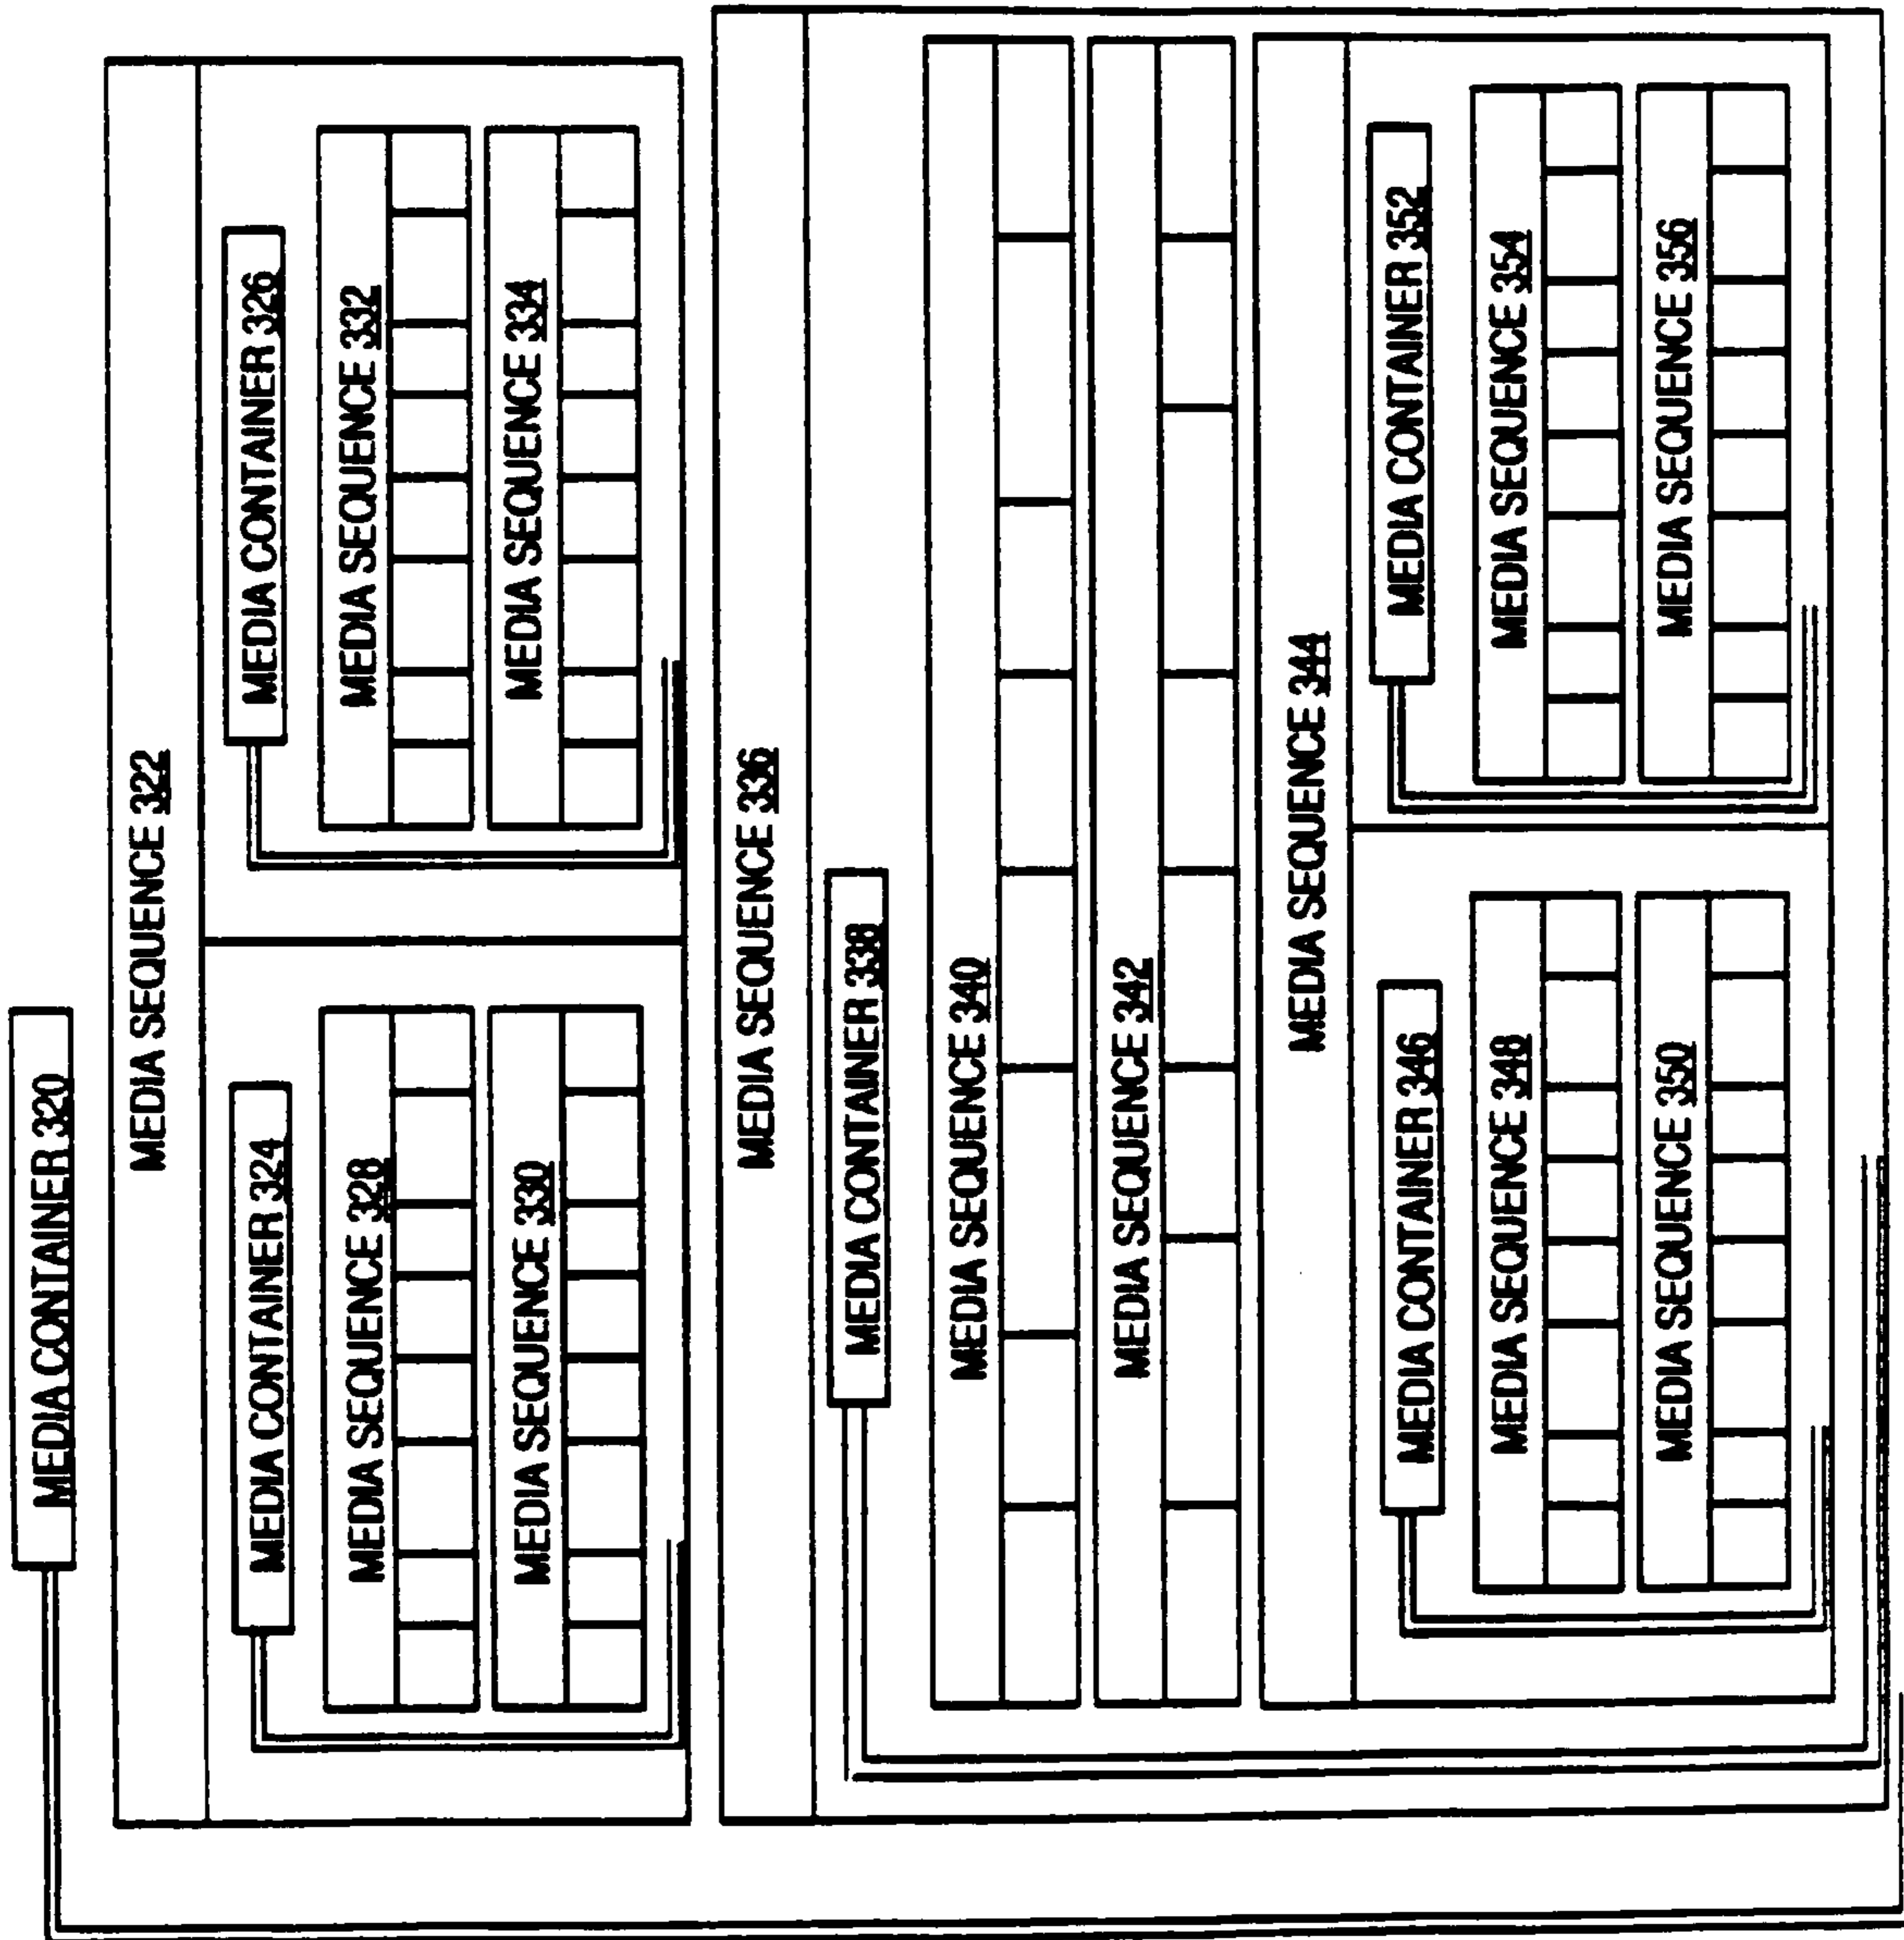 MEDIA CONTAINER 320
MEDIA SEQUENCE 322
MEDIA CONTAINER 324
MEDIA SEQUENCE 328
MEDIA SEQUENCE 330
MEDIA CONTAINER 326
MEDIA SEQUENCE 332
MEDIA SEQUENCE 334
MEDIA SEQUENCE 336
MEDIA CONTAINER 338
MEDIA SEQUENCE 340
MEDIA SEQUENCE 342
MEDIA SEQUENCE 344
MEDIA CONTAINER 346
MEDIA SEQUENCE 348
MEDIA SEQUENCE 350
MEDIA CONTAINER 352
MEDIA SEQUENCE 354
MEDIA SEQUENCE 356